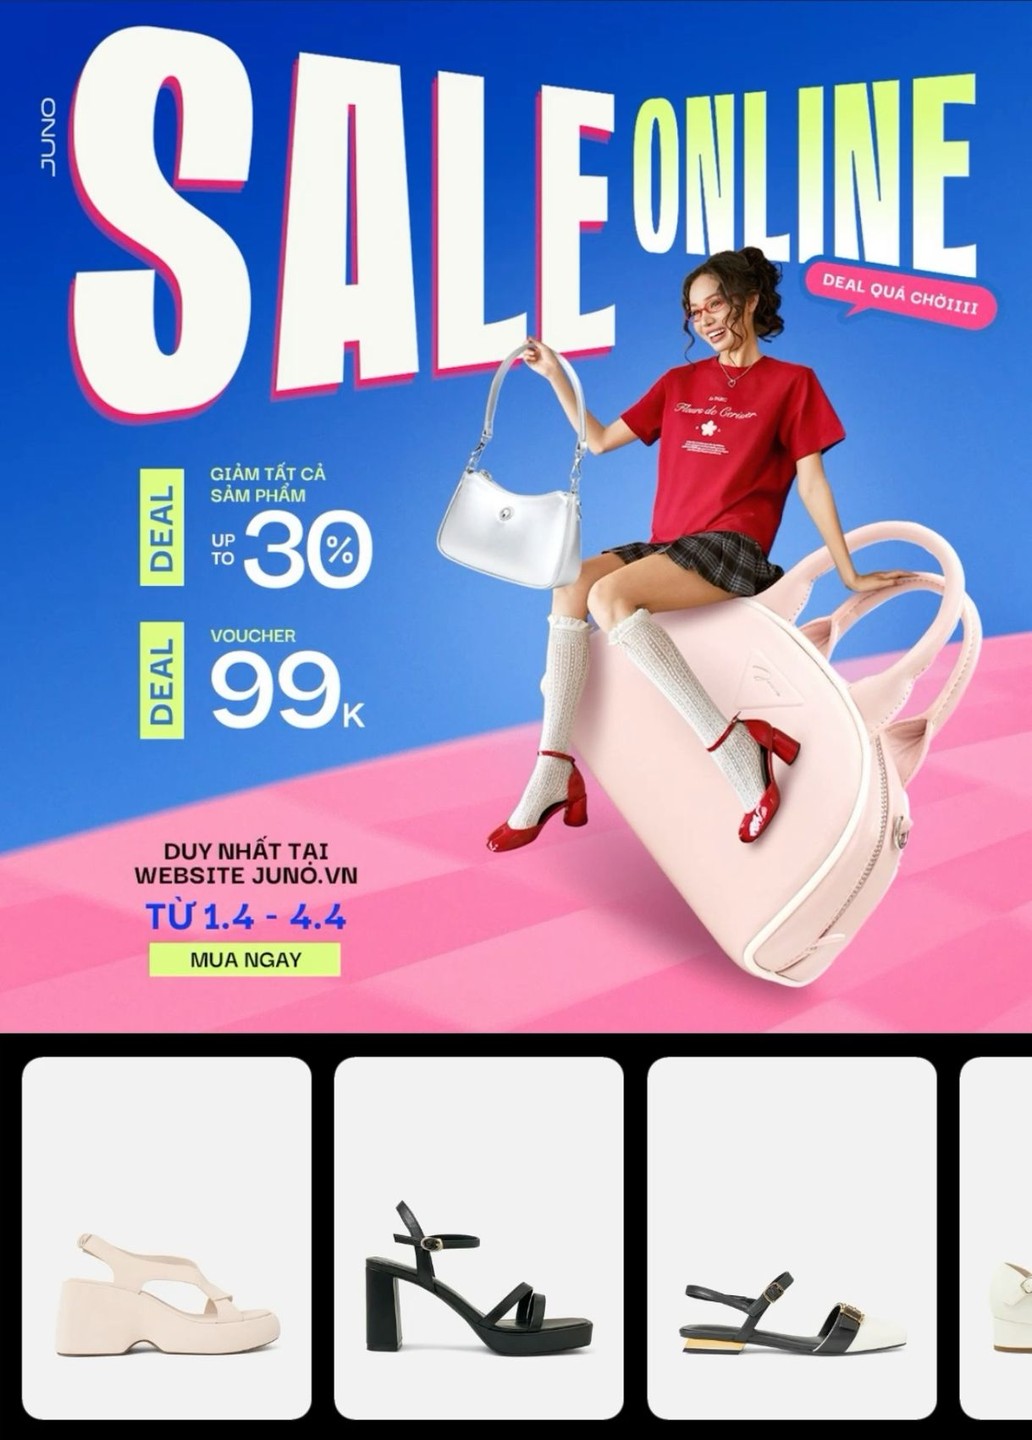 JUNO
SALE ONLINE
DEAL QUÁ CHỜIIII
DEAL
GIẢM TẤT CẢ
SẢM PHẨM
UP
TO
30%
DEAL
VOUCHER
99K
DUY NHẤT TẠI
WEBSITE JUNO.VN
TỪ 1.4 - 4.4
MUA NGAY